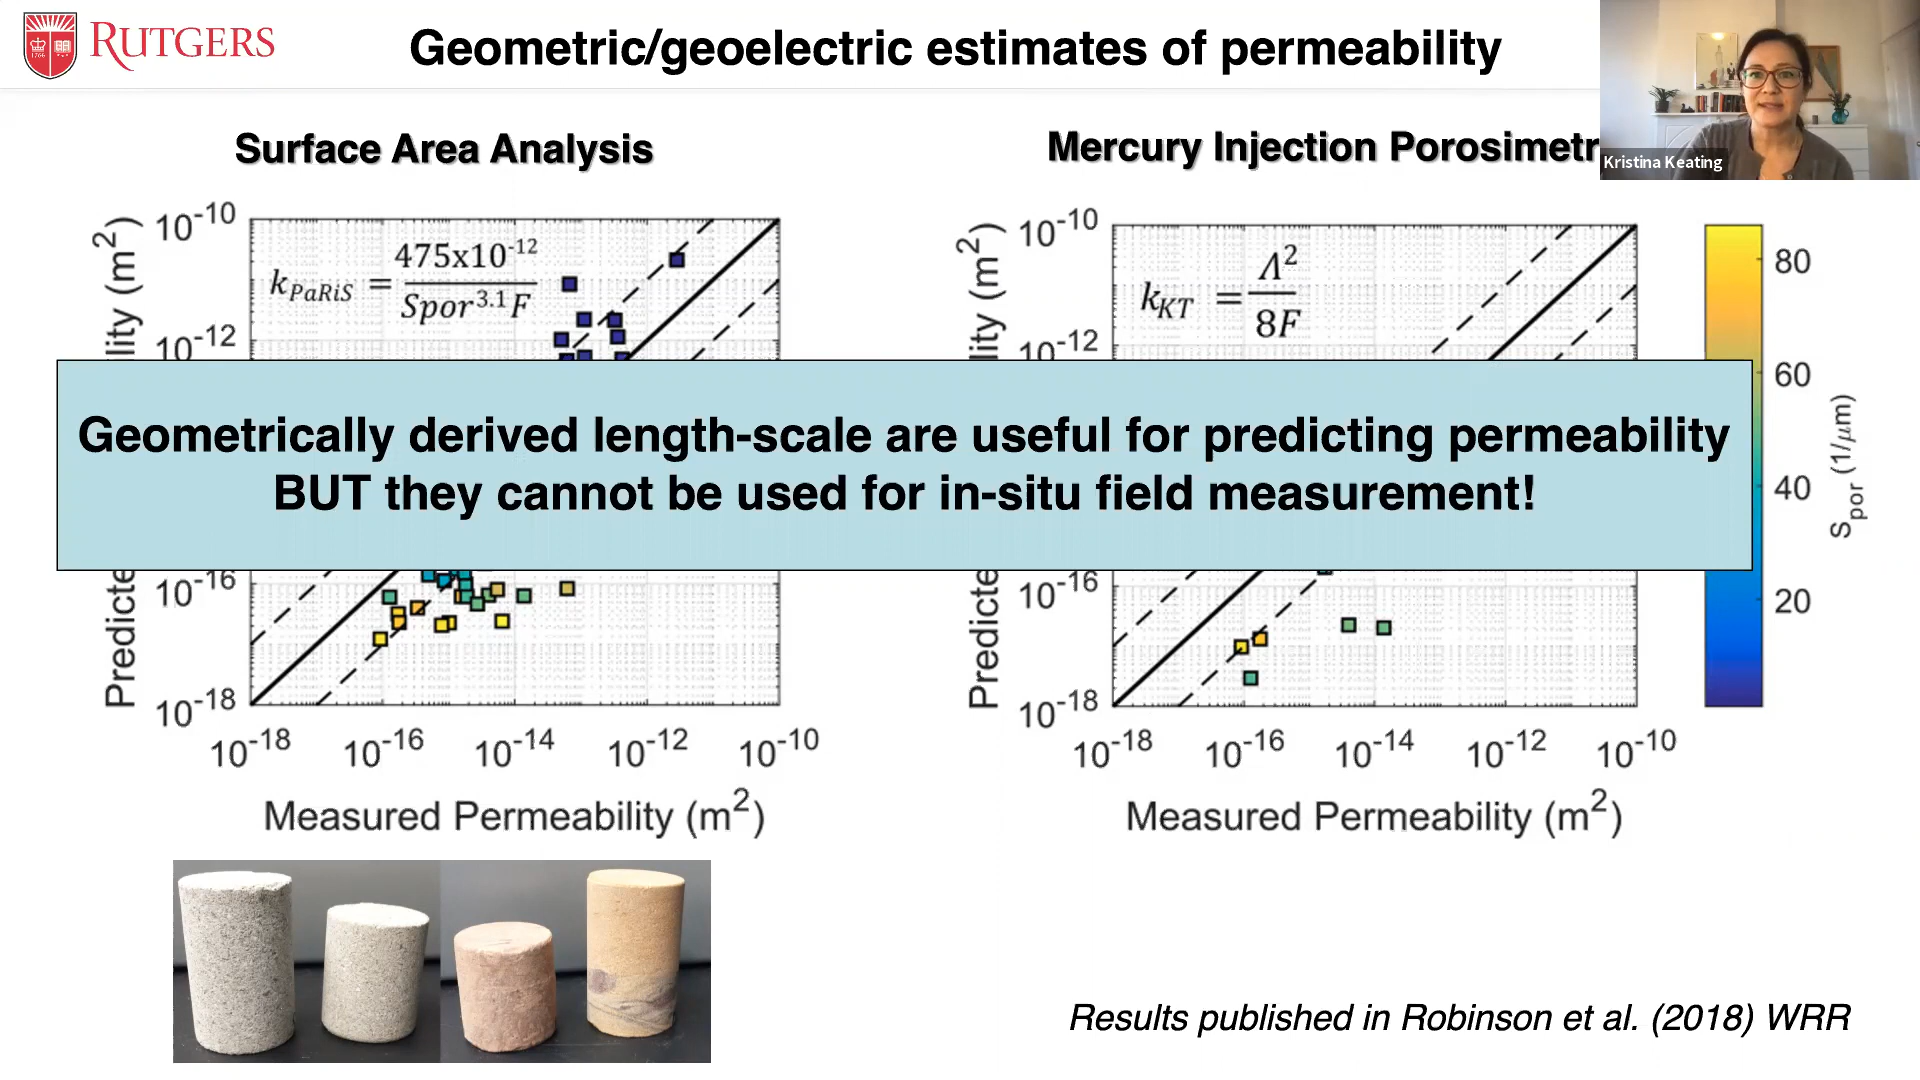 RUTGERS
Geometric/geoelectric estimates of permeability
Kristina Keating
Surface Area Analysis
Mercury Injection Porosimetr
k_PaRiS = 475x10^-12 / Spor^3.1 F
k_KT = Λ^2 / 8F
10^-10
10^-12
10^-16
10^-18
lity (m^2)
Predicte
10^-18 10^-16 10^-14 10^-12 10^-10
Measured Permeability (m^2)
10^-10
10^-12
10^-16
10^-18
lity (m^2)
Predicte
10^-18 10^-16 10^-14 10^-12 10^-10
Measured Permeability (m^2)
80
60
40
20
S_por (1/μm)
Geometrically derived length-scale are useful for predicting permeability
BUT they cannot be used for in-situ field measurement!
Results published in Robinson et al. (2018) WRR